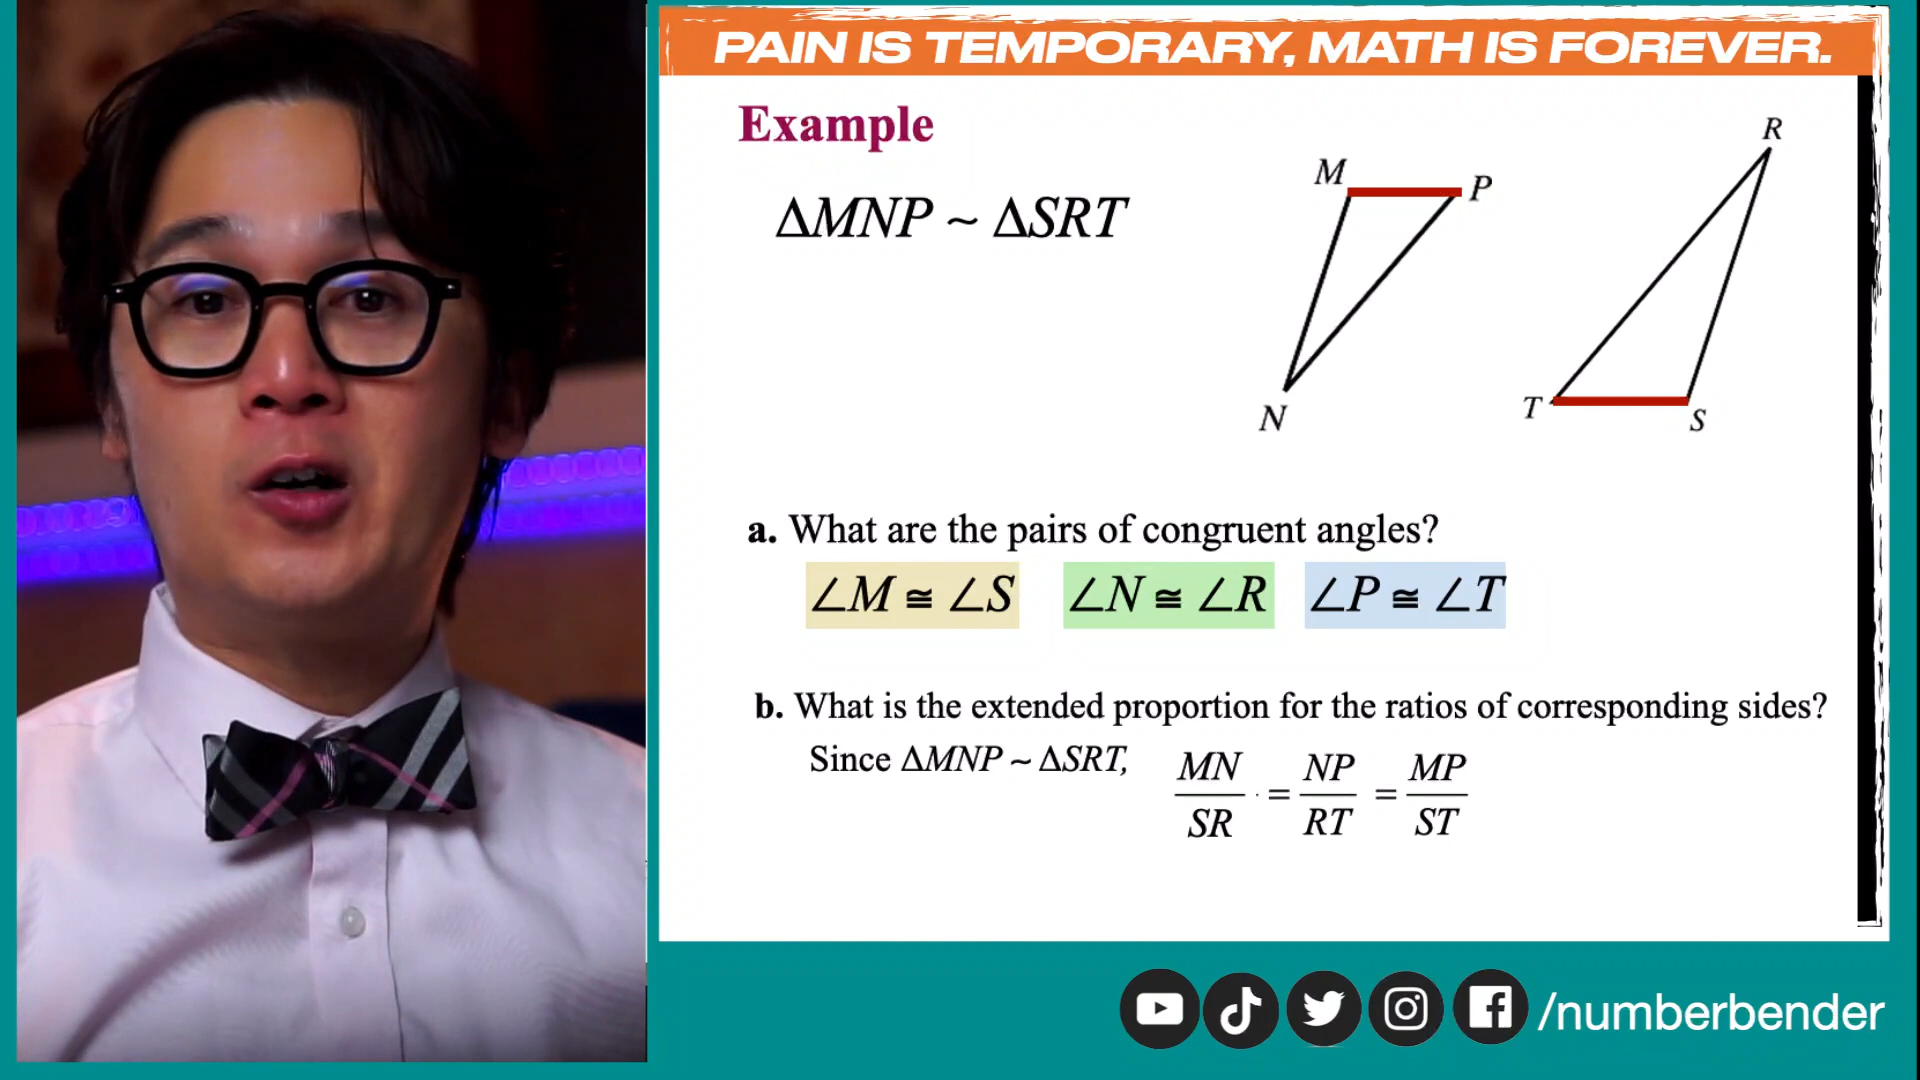 PAIN IS TEMPORARY, MATH IS FOREVER.
Example
ΔMNP ~ ΔSRT
M
P
N
R
T
S
a. What are the pairs of congruent angles?
∠M ≅ ∠S ∠N ≅ ∠R ∠P ≅ ∠T
b. What is the extended proportion for the ratios of corresponding sides?
Since ΔMNP ~ ΔSRT, MN/SR = NP/RT = MP/ST
/numberbender